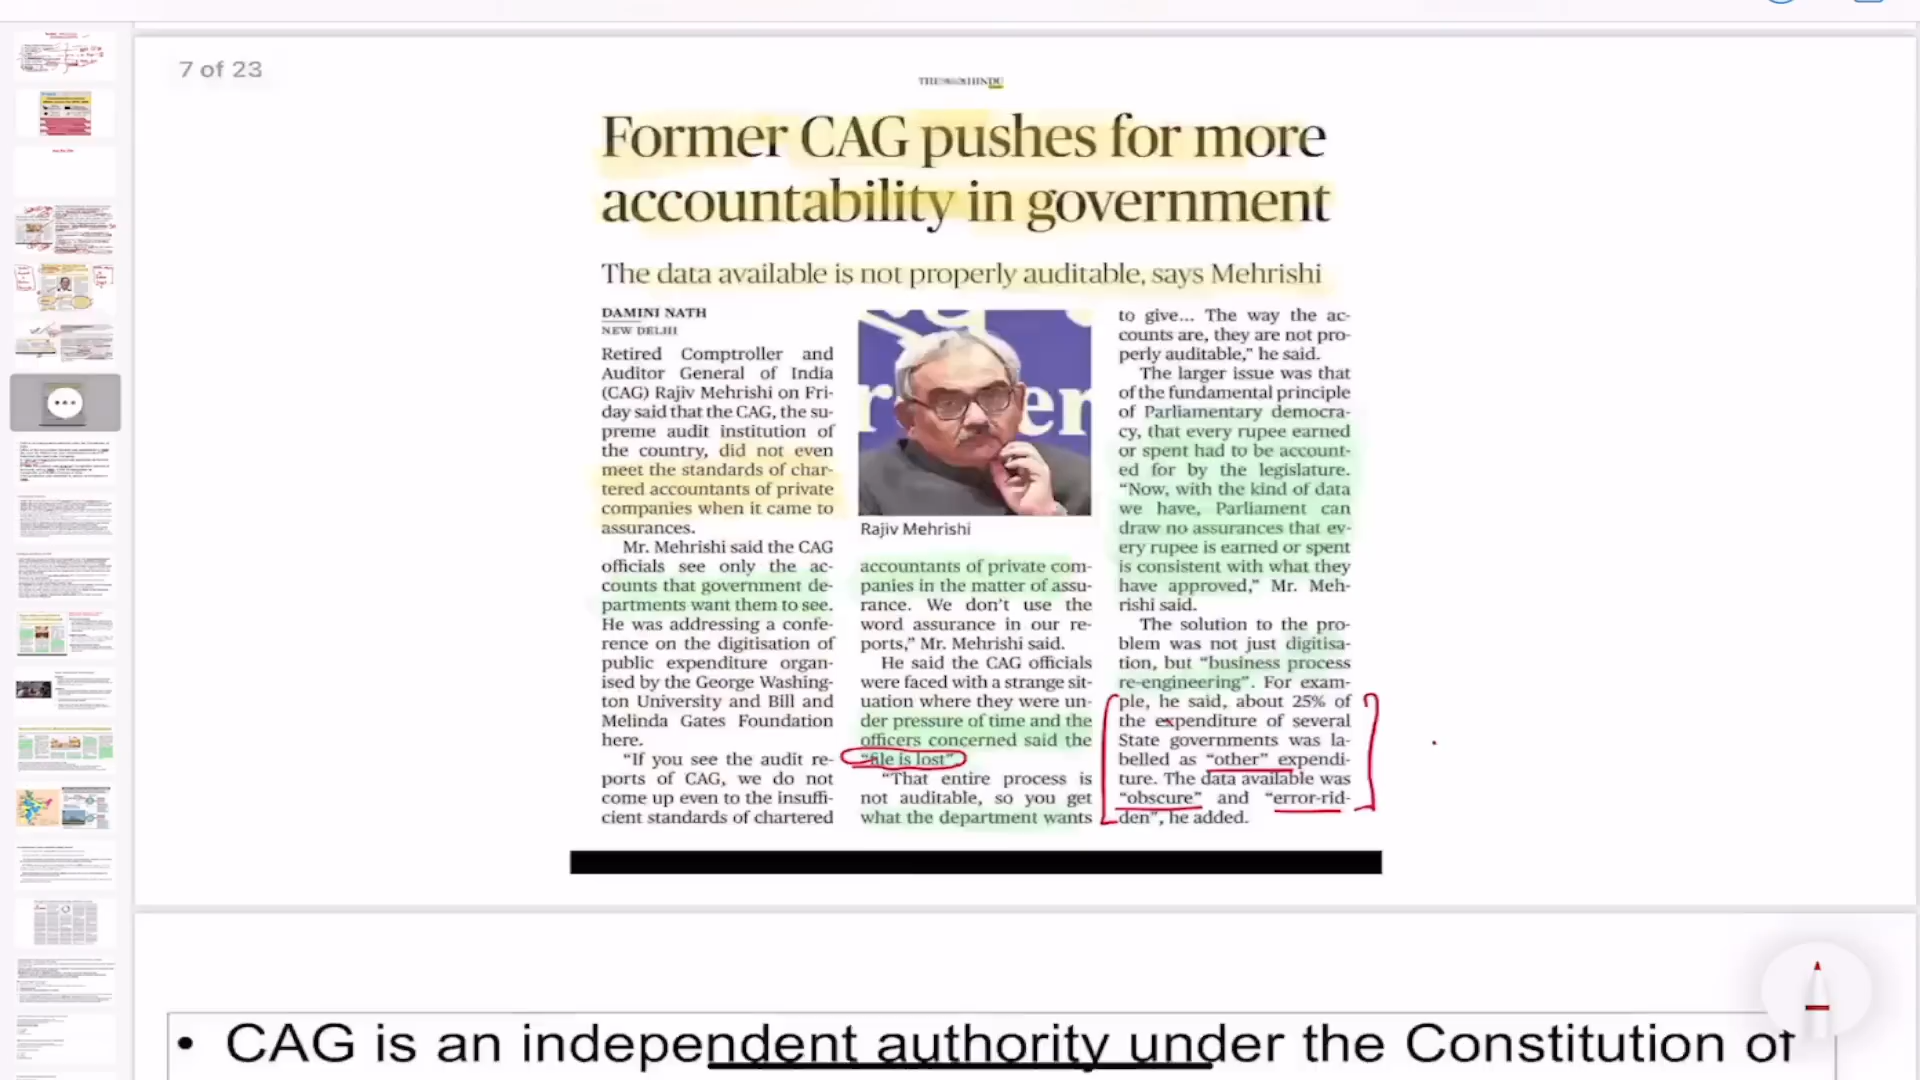 7 of 23
THE HINDU
Former CAG pushes for more
accountability in government
The data available is not properly auditable, says Mehrishi
DAMINI NATH
NEW DELHI
Retired Comptroller and
Auditor General of India
(CAG) Rajiv Mehrishi on Fri-
day said that the CAG, the su-
preme audit institution of
the country, did not even
meet the standards of char-
tered accountants of private
companies when it came to
assurances.
Mr. Mehrishi said the CAG
officials see only the ac-
counts that government de-
partments want them to see.
He was addressing a confe-
rence on the digitisation of
public expenditure organ-
ised by the George Washing-
ton University and Bill and
Melinda Gates Foundation
here.
“If you see the audit re-
ports of CAG, we do not
come up even to the insuffi-
cient standards of chartered
Rajiv Mehrishi
accountants of private com-
panies in the matter of assu-
rance. We don’t use the
word assurance in our re-
ports,” Mr. Mehrishi said.
He said the CAG officials
were faced with a strange sit-
uation where they were un-
der pressure of time and the
officers concerned said the
“file is lost”.
“That entire process is
not auditable, so you get
what the department wants
to give... The way the ac-
counts are, they are not pro-
perly auditable,” he said.
The larger issue was that
of the fundamental principle
of Parliamentary democra-
cy, that every rupee earned
or spent had to be account-
ed for by the legislature.
“Now, with the kind of data
we have, Parliament can
draw no assurances that ev-
ery rupee is earned or spent
is consistent with what they
have approved,” Mr. Meh-
rishi said.
The solution to the pro-
blem was not just digitisa-
tion, but “business process
re-engineering”. For exam-
ple, he said, about 25% of
the expenditure of several
State governments was la-
belled as “other” expendi-
ture. The data available was
“obscure” and “error-rid-
den”, he added.
• CAG is an independent authority under the Constitution of